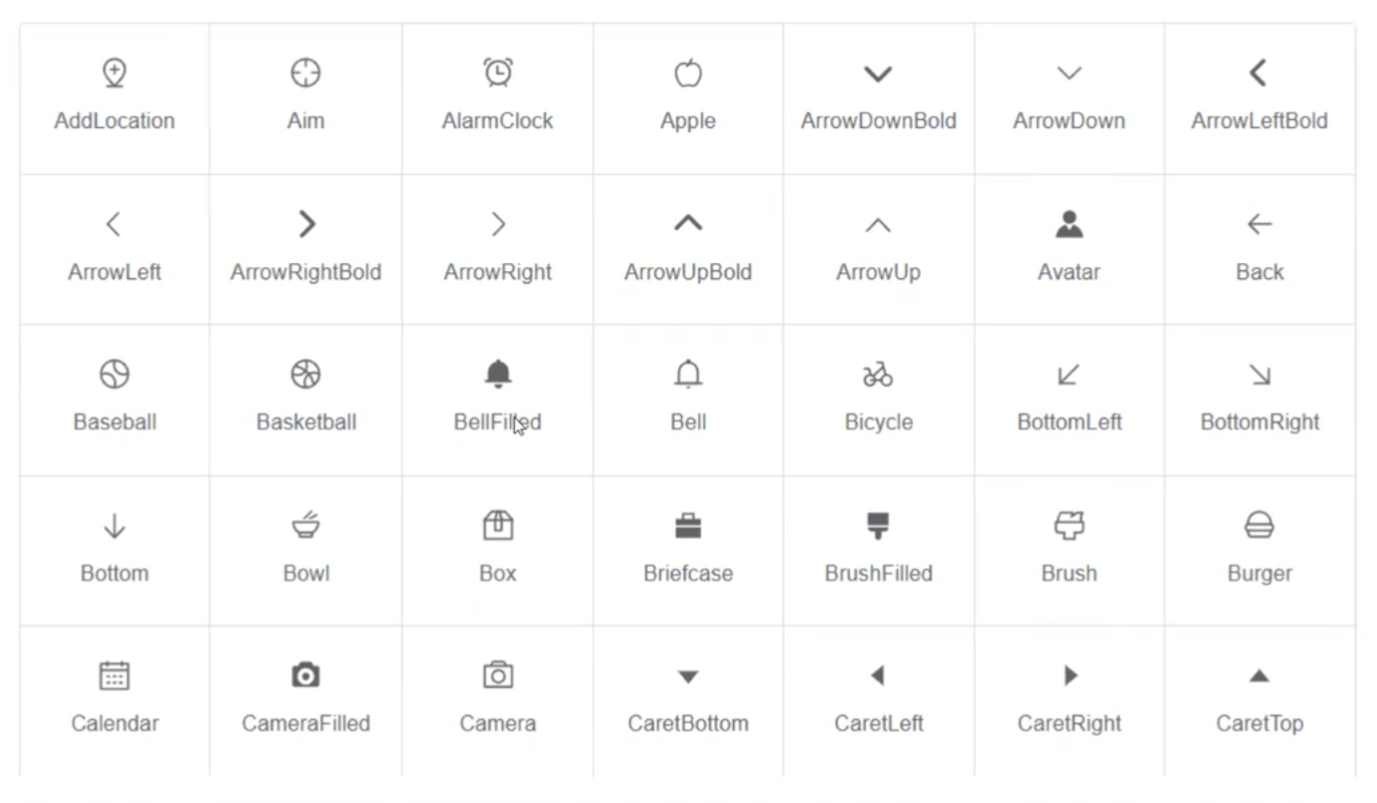 AddLocation Aim AlarmClock Apple ArrowDownBold ArrowDown ArrowLeftBold
ArrowLeft ArrowRightBold ArrowRight ArrowUpBold ArrowUp Avatar Back
Baseball Basketball BellFilled Bell Bicycle BottomLeft BottomRight
Bottom Bowl Box Briefcase BrushFilled Brush Burger
Calendar CameraFilled Camera CaretBottom CaretLeft CaretRight CaretTop